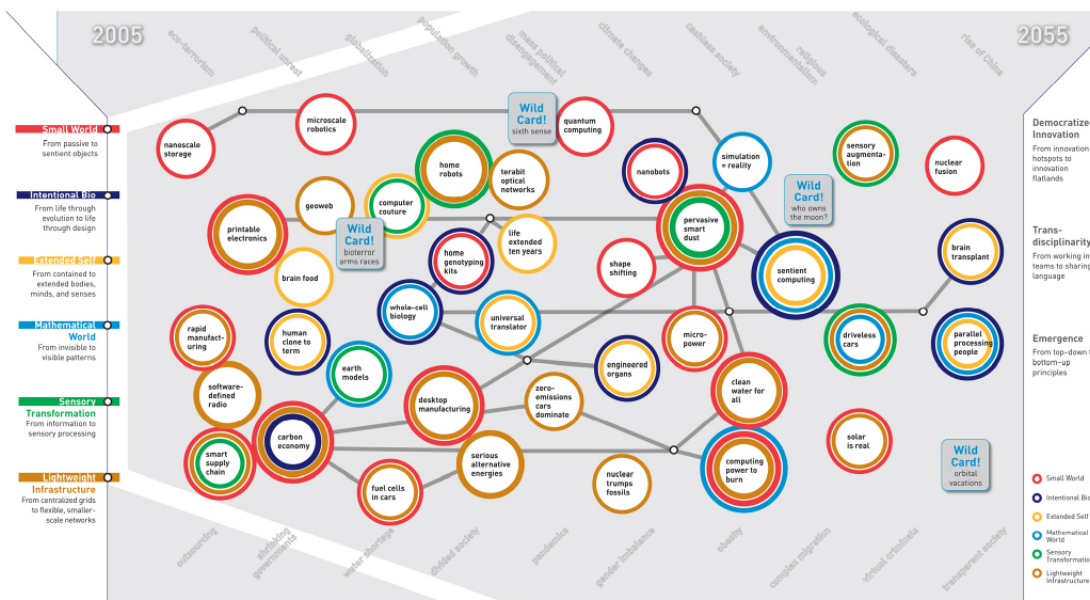 2005
2055
eco-terrorism
political unrest
globalization
population growth
mass political
disengagement
climate changes
cashless society
religious
environmentalism
ecological disasters
rise of China
Small World
From passive to
sentient objects
Intentional Bio
From life through
evolution to life
through design
Extended Self
From contained to
extended bodies,
minds, and senses
Mathematical
World
From invisible to
visible patterns
Sensory
Transformation
From information to
sensory processing
Lightweight
Infrastructure
From centralized grids
to flexible, smaller-
scale networks
nanoscale
storage
microscale
robotics
Wild
Card!
sixth sense
quantum
computing
home
robots
terabit
optical
networks
nanobots
simulation
= reality
sensory
augmenta-
tion
nuclear
fusion
printable
electronics
geoweb
computer
couture
Wild
Card!
bioterror
arms races
life
extended
ten years
pervasive
smart
dust
Wild
Card!
who owns
the moon?
brain food
home
genotyping
kits
shape
shifting
sentient
computing
brain
transplant
rapid
manufact-
uring
human
clone to
term
whole-cell
biology
universal
translator
micro-
power
driveless
cars
parallel
processing
people
software-
defined
radio
earth
models
desktop
manufacturing
zero-
emissions
cars
dominate
engineered
organs
clean
water for
all
smart
supply
chain
carbon
economy
fuel cells
in cars
serious
alternative
energies
nuclear
trumps
fossils
computing
power to
burn
solar
is real
Wild
Card!
orbital
vacations
outsourcing
shrinking
governments
water shortage
divided society
pandemics
gender imbalance
obesity
complex migration
virtual criminals
transparent society
Democratized
Innovation
From innovation
hotspots to
innovation
flatlands
Trans-
disciplinarity
From working in
teams to sharing
language
Emergence
From top-down t
bottom-up
principles
Small World
Intentional Bio
Extended Self
Mathematical
World
Sensory
Transformatio
Lightweight
Infrastructure